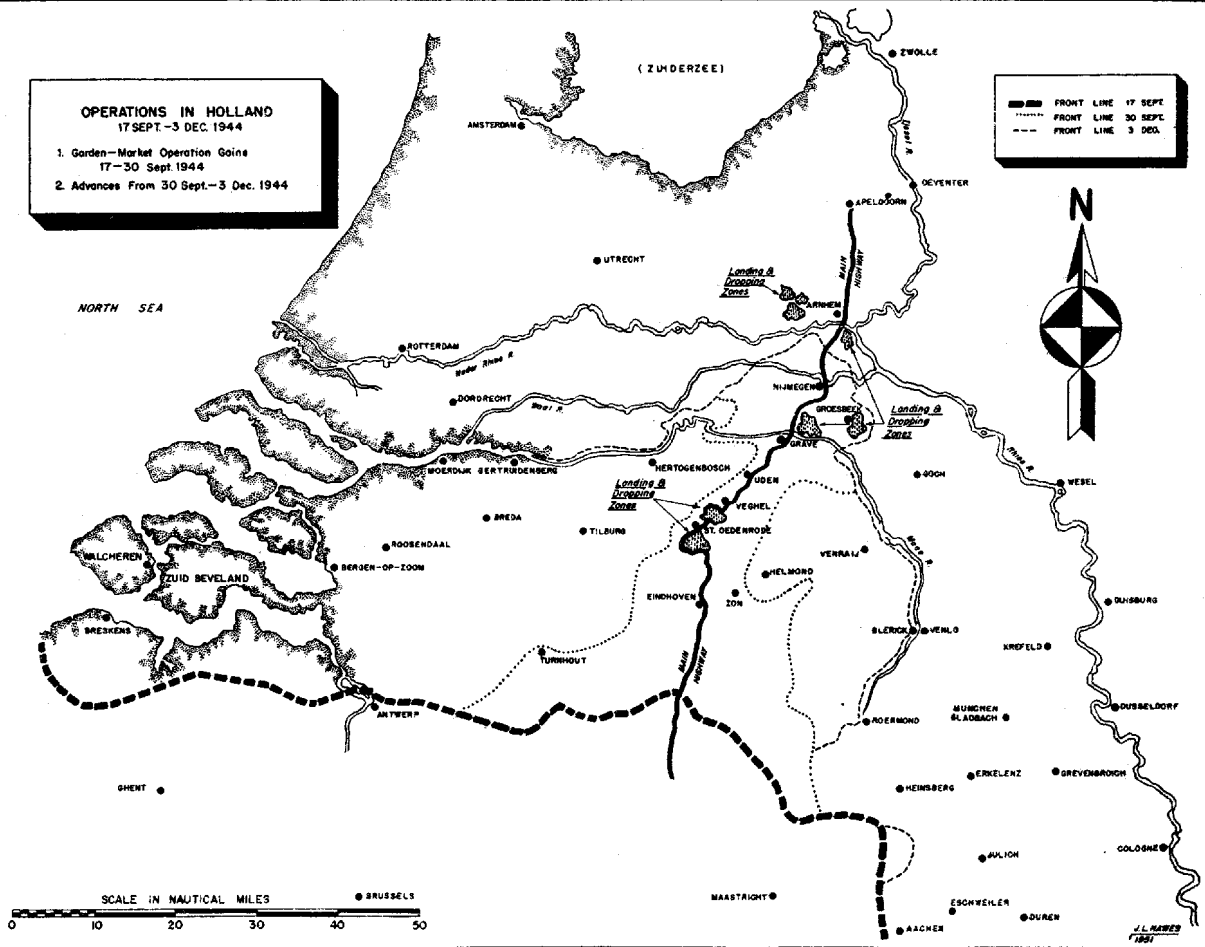 OPERATIONS IN HOLLAND
17 SEPT.-3 DEC. 1944
1. Garden-Market Operation Gains
17-30 Sept. 1944
2. Advances From 30 Sept.-3 Dec. 1944
FRONT LINE 17 SEPT.
FRONT LINE 30 SEPT.
FRONT LINE 3 DEC.
N
(ZUIDERZEE)
ZWOLLE
AMSTERDAM
Yssel R.
DEVENTER
APELDOORN
UTRECHT
MAIN
HIGHWAY
Landing &
Dropping
Zones
ARNHEM
NORTH SEA
ROTTERDAM
Neder Rhine R.
NIJMEGEN
DORDRECHT
Waal R.
GROESBEEK
Landing &
Dropping
Zones
GRAVE
MOERDIJK
GERTRUIDENBERG
HERTOGENBOSCH
Rhine R.
UDEN
GOCH
WESEL
Landing &
Dropping
Zones
VEGHEL
BREDA
TILBURG
ST. OEDENRODE
ROOSENDAAL
VENRAIJ
Maas R.
WALCHEREN
BERGEN-OP-ZOOM
ZUID BEVELAND
HELMOND
EINDHOVEN
ZON
DUISBURG
BRESKENS
BLERICK
VENLO
KREFELD
TURNHOUT
MAIN
HIGHWAY
ANTWERP
ROERMOND
MUNCHEN
GLADBACH
DUSSELDORF
GHENT
HEINSBERG
ERKELENZ
GREVENBROICH
JULICH
COLOGNE
BRUSSELS
MAASTRICHT
ESCHWEILER
DUREN
AACHEN
SCALE IN NAUTICAL MILES
0 10 20 30 40 50
J.L. HAWES
1951